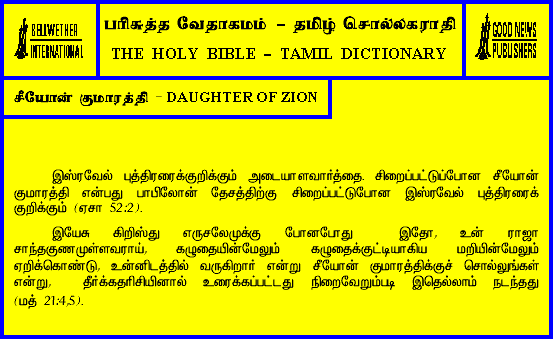 BELLWETHER
INTERNATIONAL
பரிசுத்த வேதாகமம் – தமிழ் சொல்லகராதி
THE HOLY BIBLE – TAMIL DICTIONARY
GOOD NEWS
PUBLISHERS
சீயோன் குமாரத்தி – DAUGHTER OF ZION
இஸ்ரவேல் புத்திரரைக்குறிக்கும் அடையாளவார்த்தை. சிறைப்பட்டுப்போன சீயோன்
குமாரத்தி என்பது பாபிலோன் தேசத்திற்கு சிறைப்பட்டுபோன இஸ்ரவேல் புத்திரரைக்
குறிக்கும் (ஏசா 52:2).
இயேசு கிறிஸ்து எருசலேமுக்கு போனபோது இதோ, உன் ராஜா
சாந்தகுணமுள்ளவராய், கழுதையின்மேலும் கழுதைக்குட்டியாகிய மறியின்மேலும்
ஏறிக்கொண்டு, உன்னிடத்தில் வருகிறார் என்று சீயோன் குமாரத்திக்குச் சொல்லுங்கள்
என்று, தீர்க்கதரிசியினால் உரைக்கப்பட்டது நிறைவேறும்படி இதெல்லாம் நடந்தது
(மத் 21:4,5).